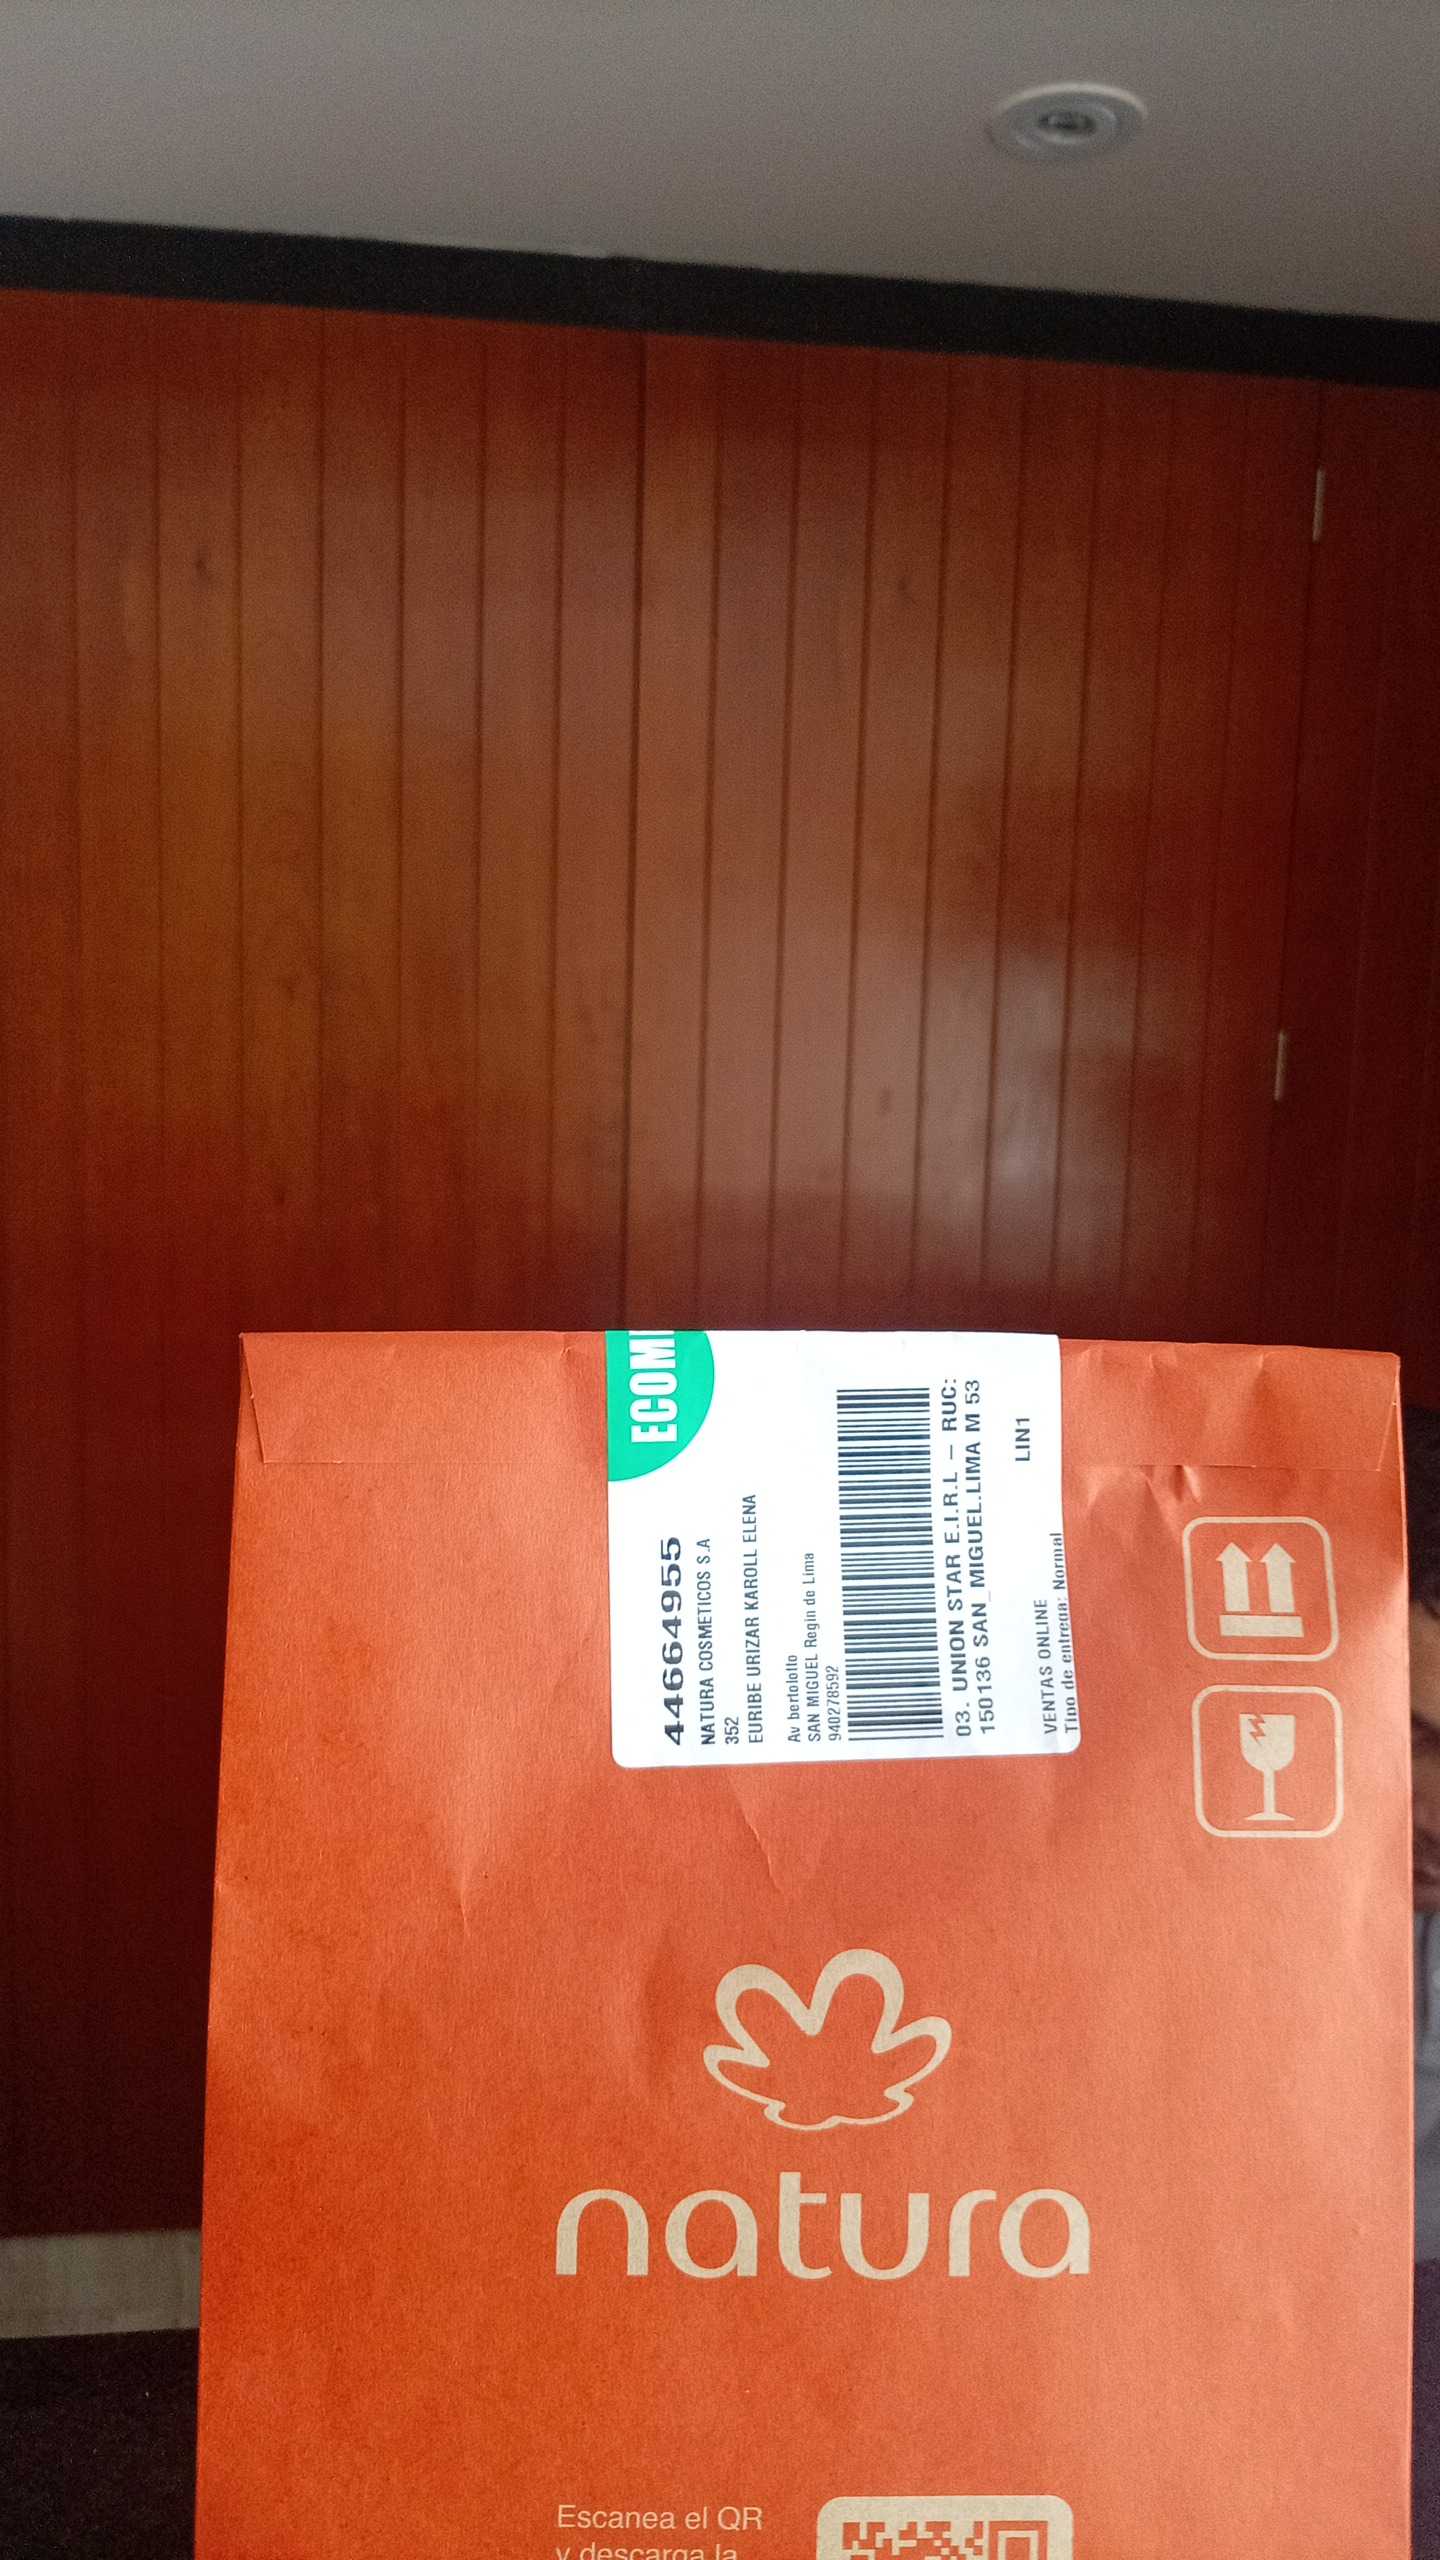 ECOM
44664955
NATURA COSMETICOS S.A
352
EURIBE URIZAR KAROLL ELENA
Av bertolotto
SAN MIGUEL Regin de Lima
940278592
03. UNION STAR E.I.R.L – RUC:
150136 SAN_MIGUEL.LIMA M 53
LIN1
VENTAS ONLINE
Tipo de entrega: Normal
natura
Escanea el QR
y descarga la